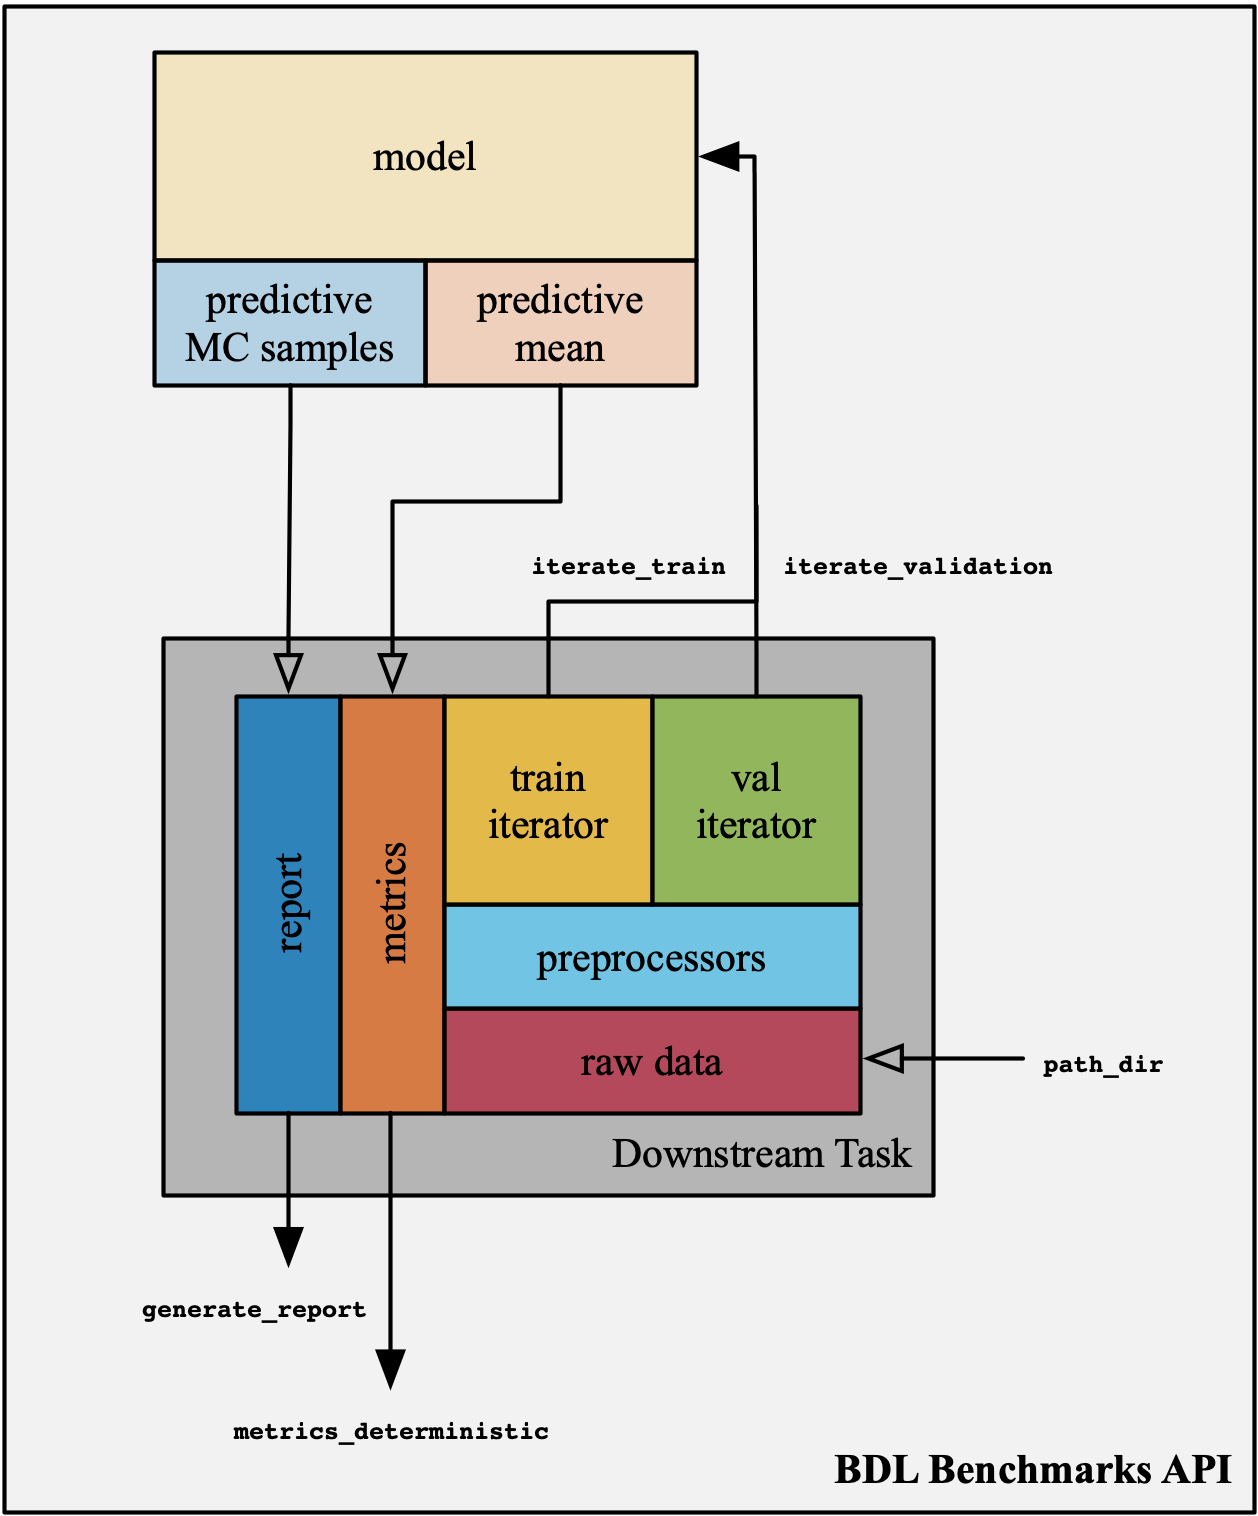 model
predictive
MC samples
predictive
mean
iterate_train
iterate_validation
report
metrics
train
iterator
val
iterator
preprocessors
raw data
path_dir
Downstream Task
generate_report
metrics_deterministic
BDL Benchmarks API